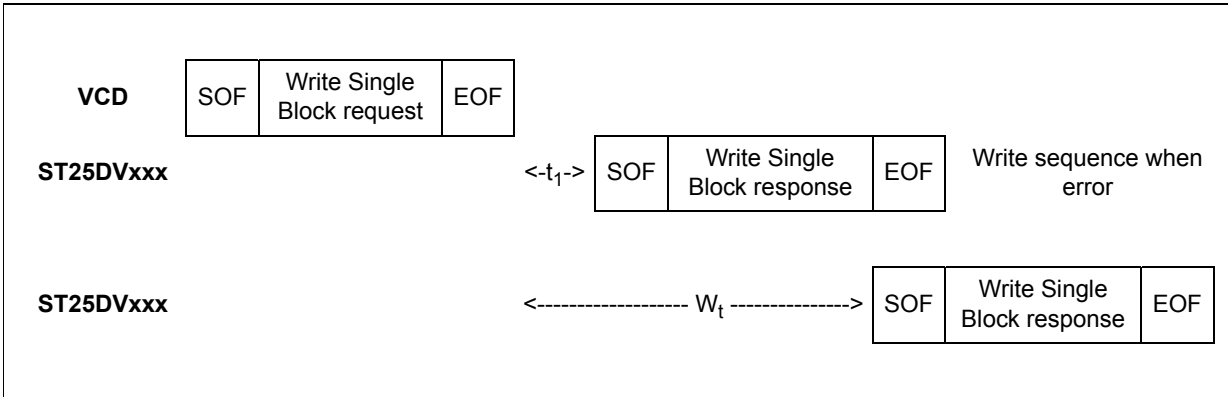 VCD SOF Write Single Block request EOF
ST25DVxxx <-t1-> SOF Write Single Block response EOF Write sequence when error
ST25DVxxx <------------------- Wt ---------------> SOF Write Single Block response EOF